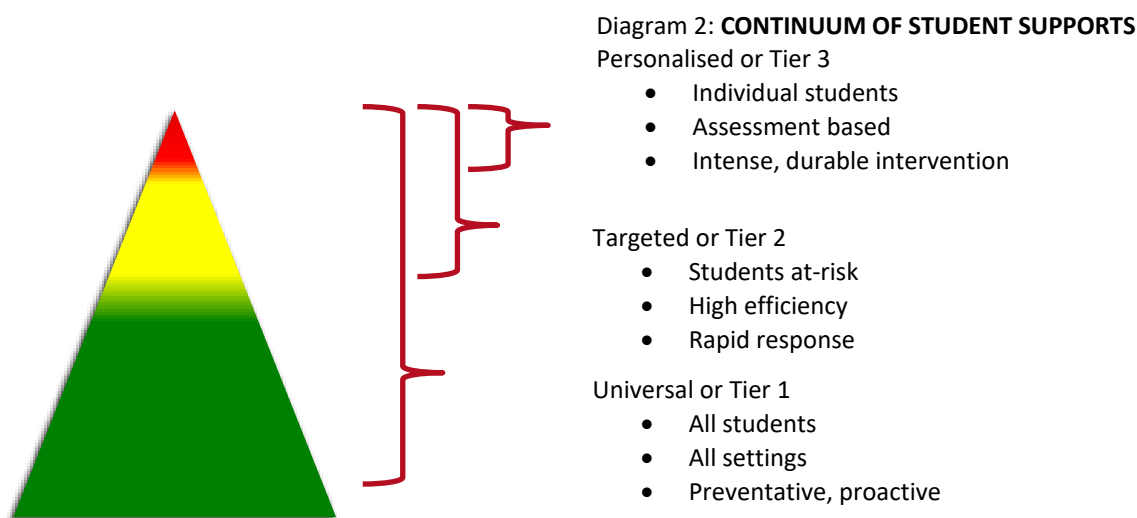 Diagram 2: CONTINUUM OF STUDENT SUPPORTS
Personalised or Tier 3
• Individual students
• Assessment based
• Intense, durable intervention
Targeted or Tier 2
• Students at-risk
• High efficiency
• Rapid response
Universal or Tier 1
• All students
• All settings
• Preventative, proactive